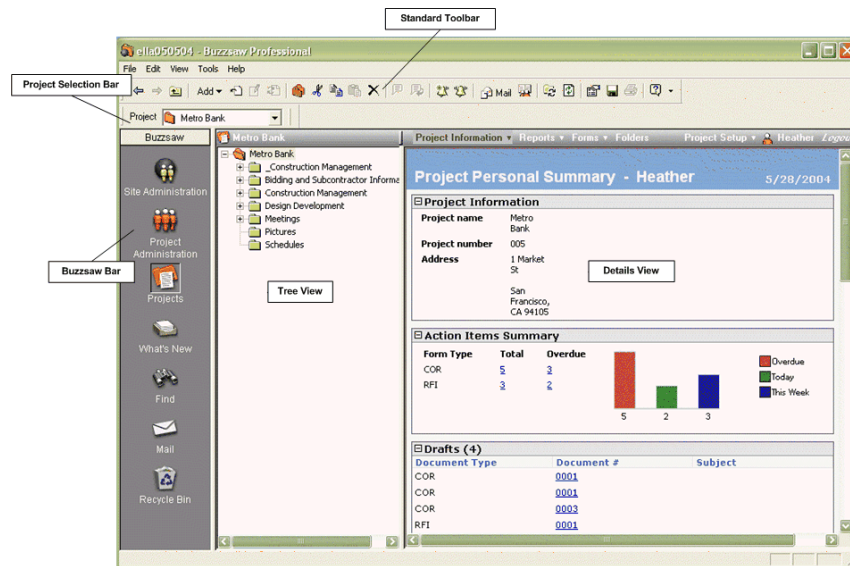 Standard Toolbar
ella050504 - Buzzsaw Professional
File Edit View Tools Help
Project Selection Bar
Add Mail
Project Metro Bank
Buzzsaw
Metro Bank
Project Information Reports Forms Folders Project Setup Heather Logou
Site Administration
Project
Administration
Buzzsaw Bar
Projects
What's New
Find
Mail
Recycle Bin
Metro Bank
_Construction Management
Bidding and Subcontractor Informa
Construction Management
Design Development
Meetings
Pictures
Schedules
Tree View
Project Personal Summary - Heather 5/28/2004
Project Information
Project name Metro
Bank
Project number 005
Address 1 Market
St
San
Francisco,
CA 94105
Details View
Action Items Summary
Form Type Total Overdue
COR 5 3
RFI 3 2
5 2 3
Overdue
Today
This Week
Drafts (4)
Document Type Document # Subject
COR 0001
COR 0001
COR 0003
RFI 0001